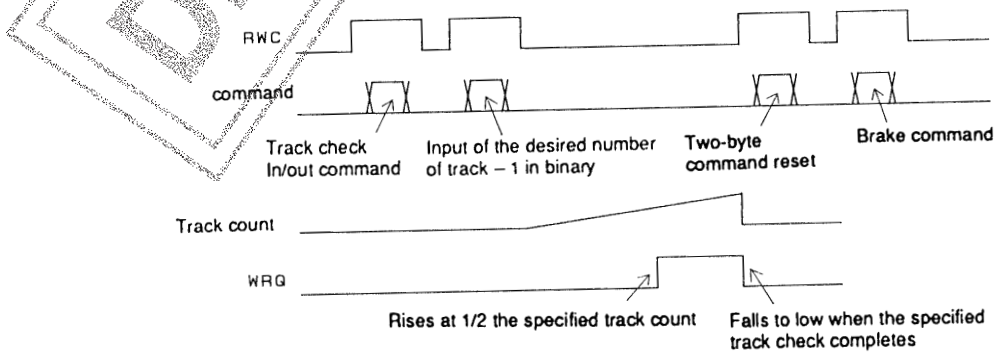 RWC
command
Track check
In/out command
Input of the desired number
of track – 1 in binary
Two-byte
command reset
Brake command
Track count
WRQ
Rises at 1/2 the specified track count
Falls to low when the specified
track check completes